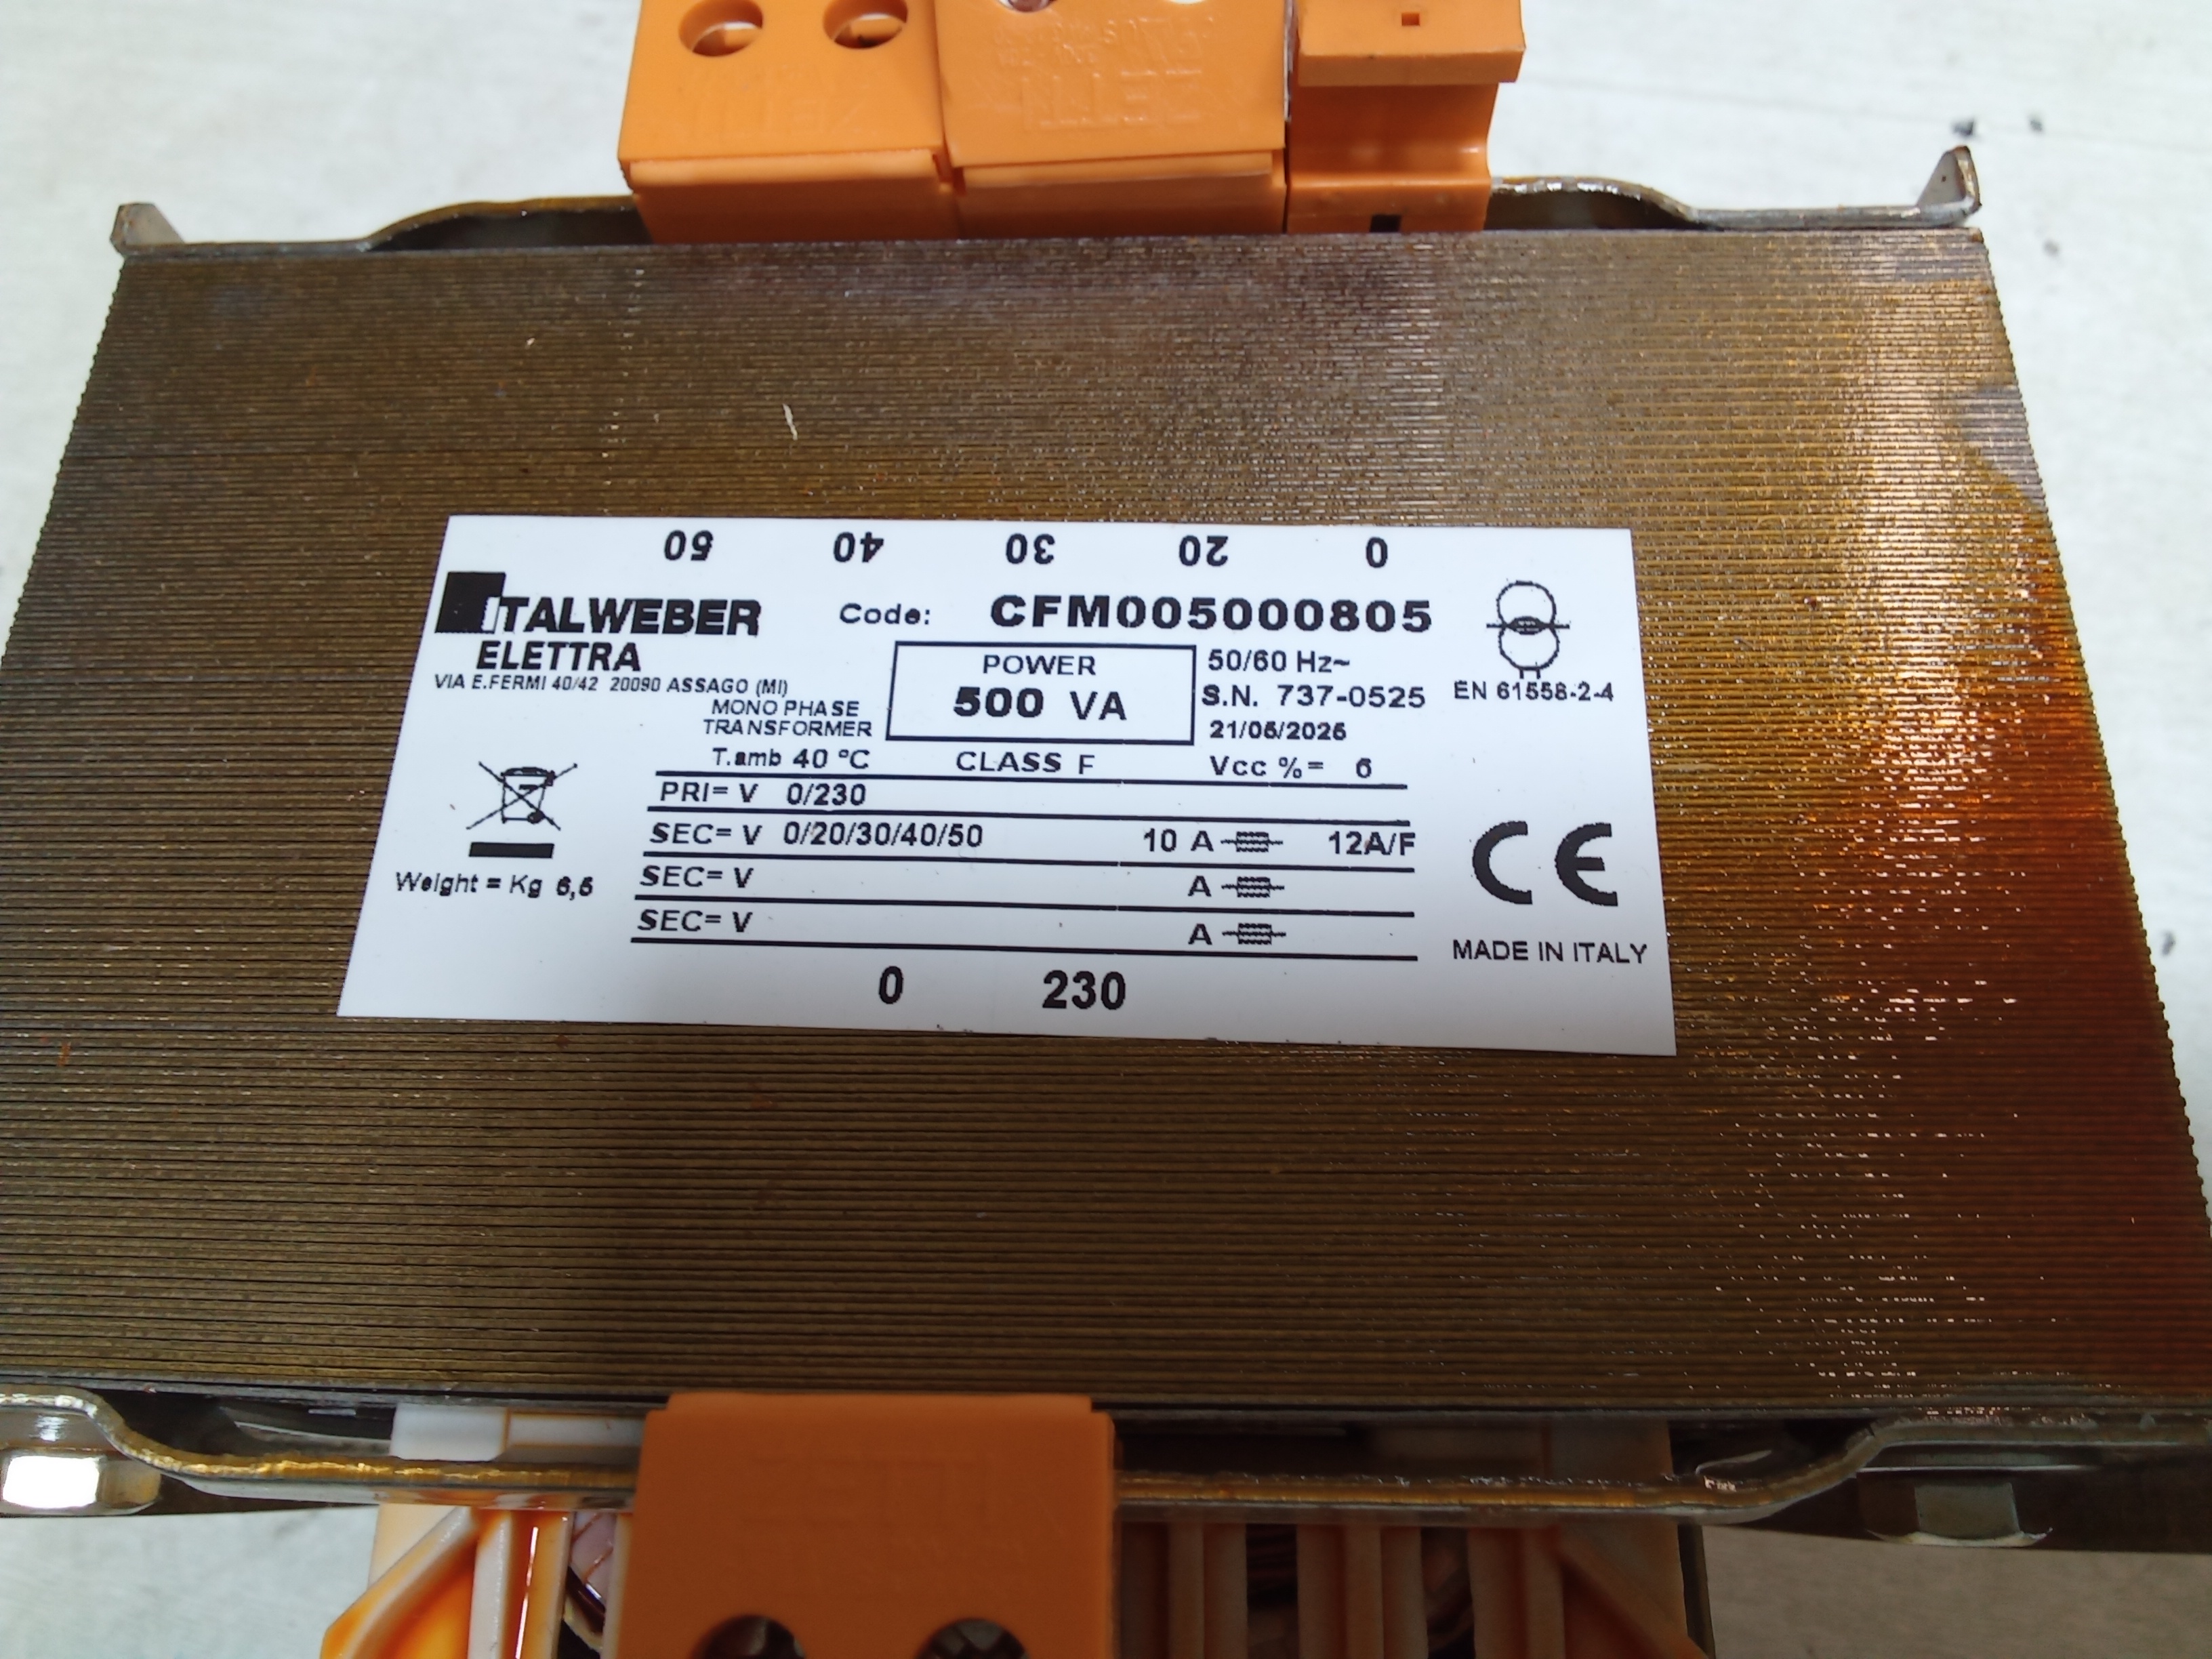 ZETTI
ZETTI
50 40 30 20 0
ITALWEBER
ELETTRA
VIA E.FERMI 40/42 20090 ASSAGO (MI)
Code: CFM005000805
MONO PHASE
TRANSFORMER
POWER
500 VA
50/60 Hz~
S.N. 737-0525
21/05/2025
EN 61558-2-4
T.amb 40 °C CLASS F Vcc %= 6
PRI= V 0/230
SEC= V 0/20/30/40/50 10 A 12A/F
SEC= V A
SEC= V A
Weight = Kg 6,5
CE
MADE IN ITALY
0 230